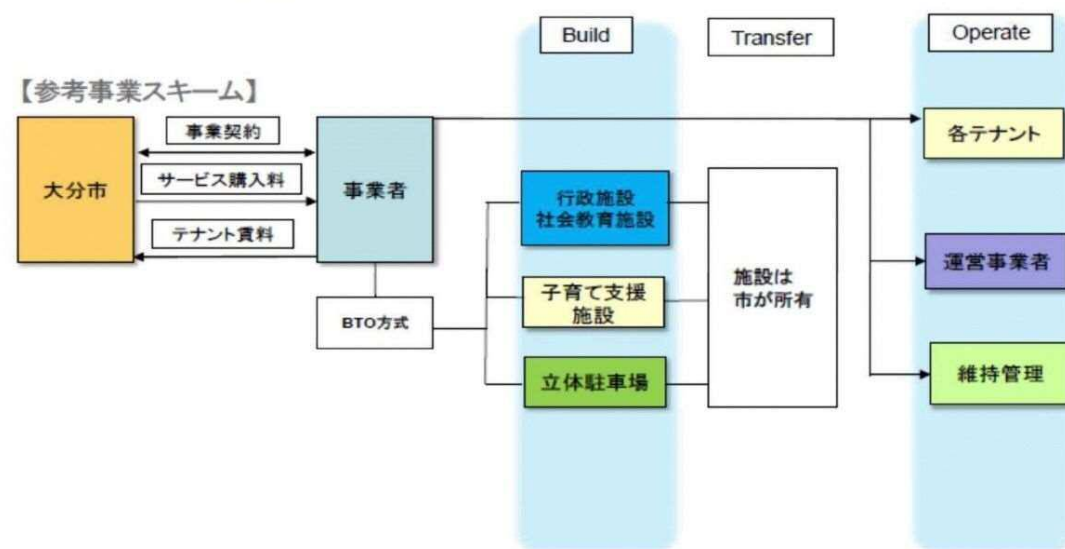 Build
Transfer
Operate
【参考事業スキーム】
大分市
事業契約
サービス購入料
テナント賃料
事業者
BTO方式
行政施設
社会教育施設
子育て支援
施設
立体駐車場
施設は
市が所有
各テナント
運営事業者
維持管理